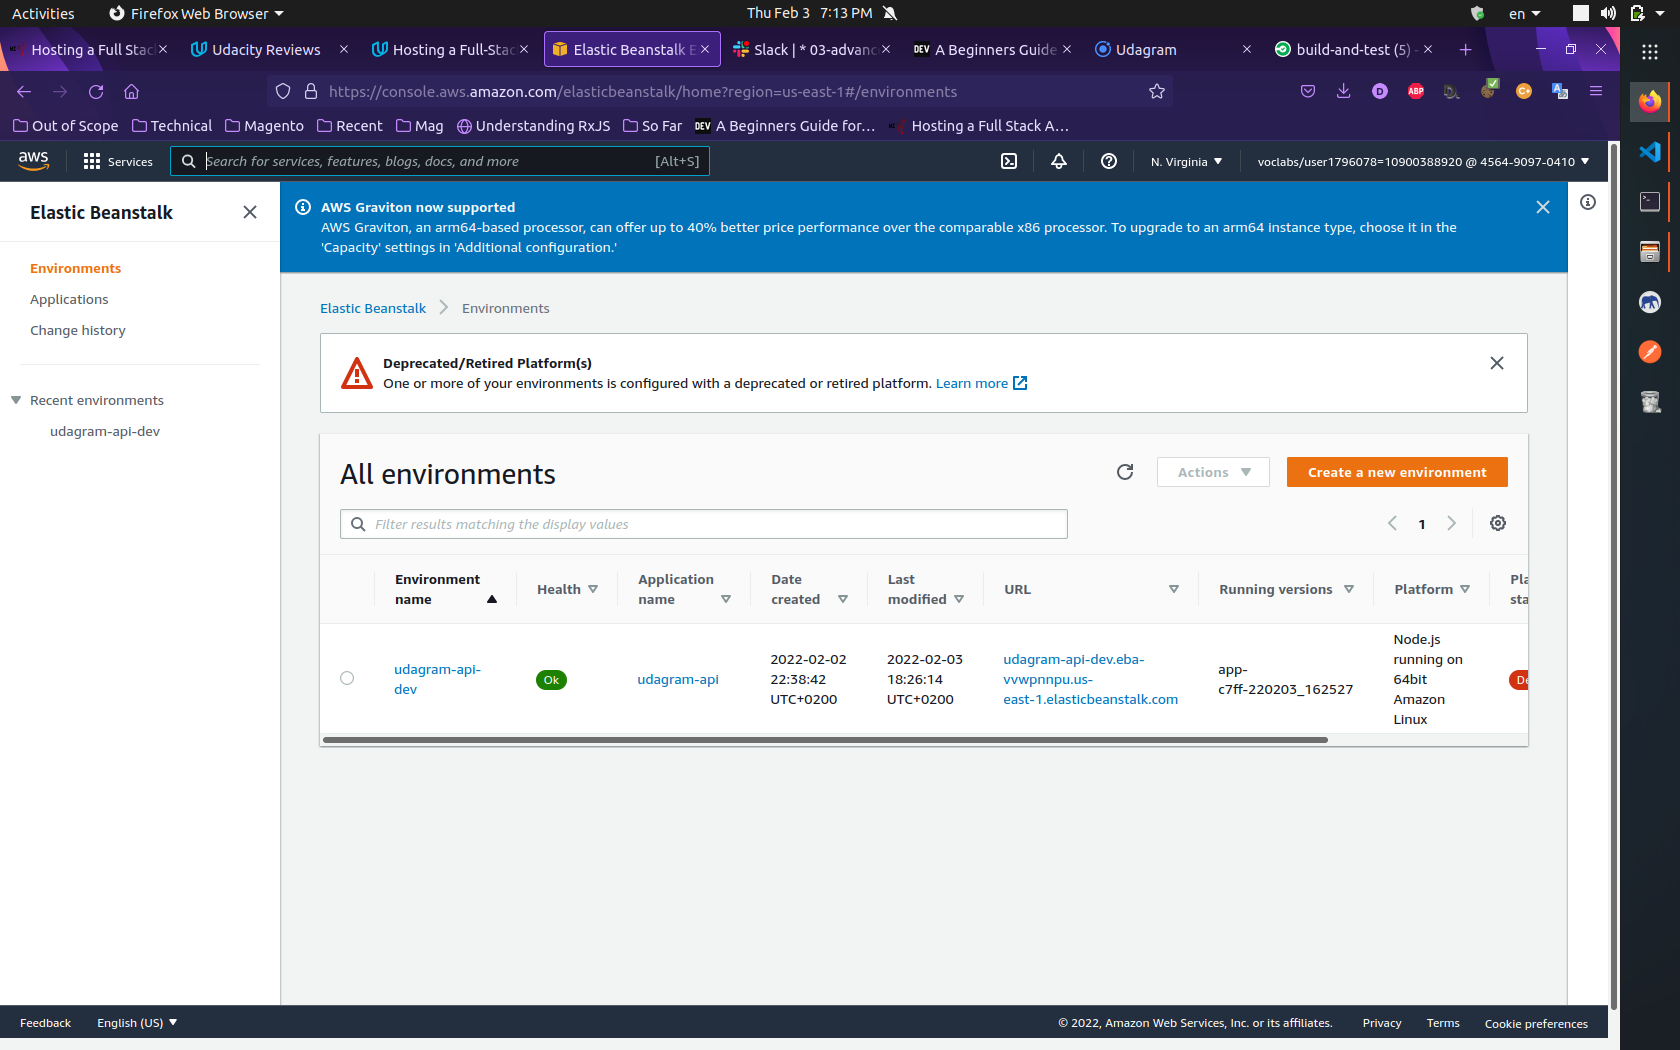 Activities
Firefox Web Browser
Thu Feb 3 7:13 PM
en
Hosting a Full Stac
Udacity Reviews
Hosting a Full-Stac
Elastic Beanstalk E
Slack | * 03-advanc
DEV A Beginners Guide
Udagram
build-and-test (5) -
https://console.aws.amazon.com/elasticbeanstalk/home?region=us-east-1#/environments
D
ABP
C+
Out of Scope
Technical
Magento
Recent
Mag
Understanding RxJS
So Far
DEV A Beginners Guide for...
Hosting a Full Stack A...
aws
Services
Search for services, features, blogs, docs, and more
[Alt+S]
N. Virginia
voclabs/user1796078=10900388920 @ 4564-9097-0410
Elastic Beanstalk
Environments
Applications
Change history
Recent environments
udagram-api-dev
AWS Graviton now supported
AWS Graviton, an arm64-based processor, can offer up to 40% better price performance over the comparable x86 processor. To upgrade to an arm64 instance type, choose it in the
'Capacity' settings in 'Additional configuration.'
Elastic Beanstalk
Environments
Deprecated/Retired Platform(s)
One or more of your environments is configured with a deprecated or retired platform. Learn more
All environments
Actions
Create a new environment
Filter results matching the display values
1
Environment name
Health
Application name
Date created
Last modified
URL
Running versions
Platform
Pla
sta
udagram-api-
dev
Ok
udagram-api
2022-02-02
22:38:42
UTC+0200
2022-02-03
18:26:14
UTC+0200
udagram-api-dev.eba-
vvwpnnpu.us-
east-1.elasticbeanstalk.com
app-
c7ff-220203_162527
Node.js
running on
64bit
Amazon
Linux
De
Feedback
English (US)
© 2022, Amazon Web Services, Inc. or its affiliates.
Privacy
Terms
Cookie preferences